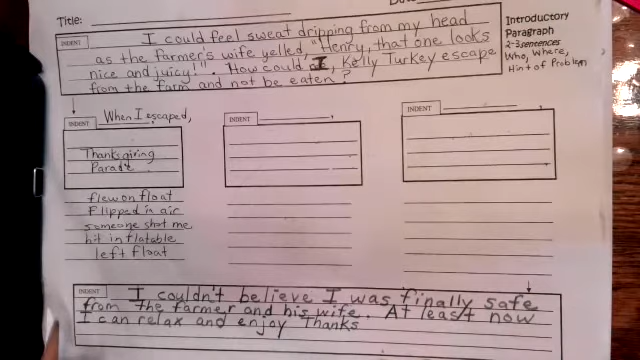 Title:
INDENT I could feel sweat dripping from my head
as the farmer's wife yelled, "Henry, that one looks
nice and juicy!". How could I, Kelly Turkey escape
from the farm and not be eaten?
Introductory
Paragraph
2-3 sentences
Who, Where,
Hint of Problem
INDENT When I escaped,
Thanksgiving
Parade
flew on float
Flipped in air
someone shot me
hit inflatable
left float
INDENT
INDENT
INDENT I couldn't believe I was finally safe
from the farmer and his wife. At least now
I can relax and enjoy Thanks